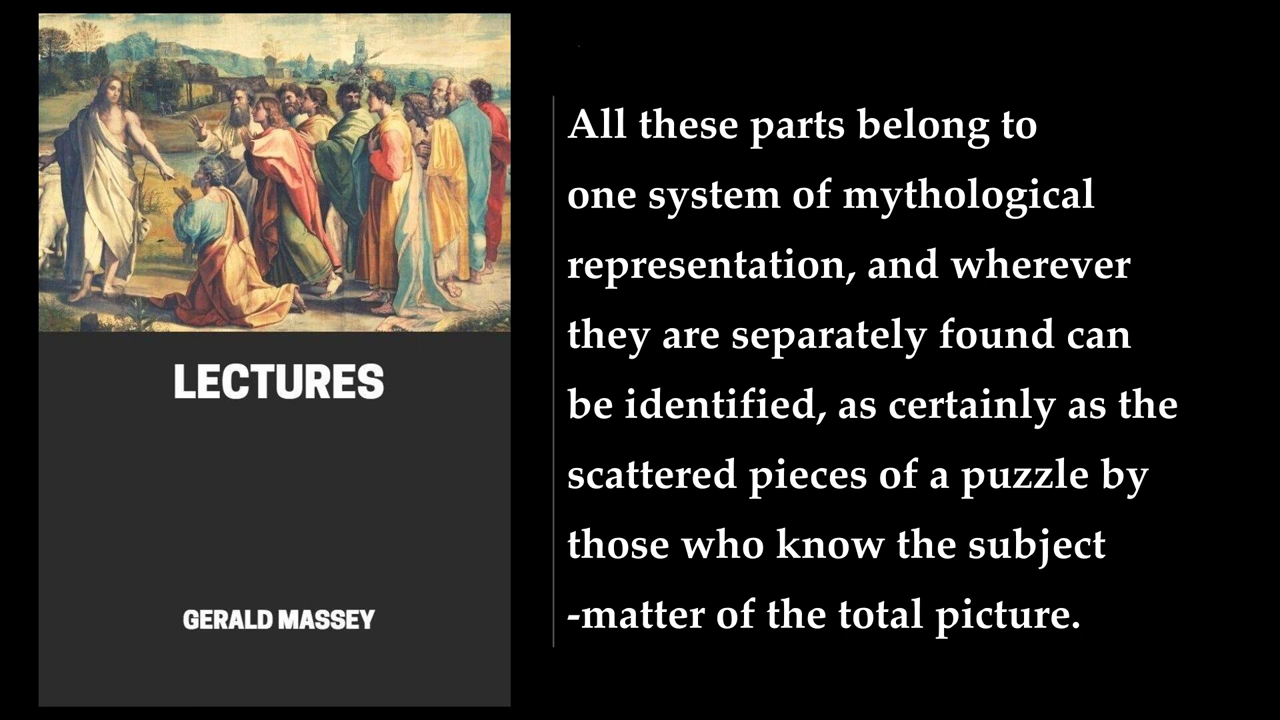 LECTURES
GERALD MASSEY
All these parts belong to
one system of mythological
representation, and wherever
they are separately found can
be identified, as certainly as the
scattered pieces of a puzzle by
those who know the subject
-matter of the total picture.